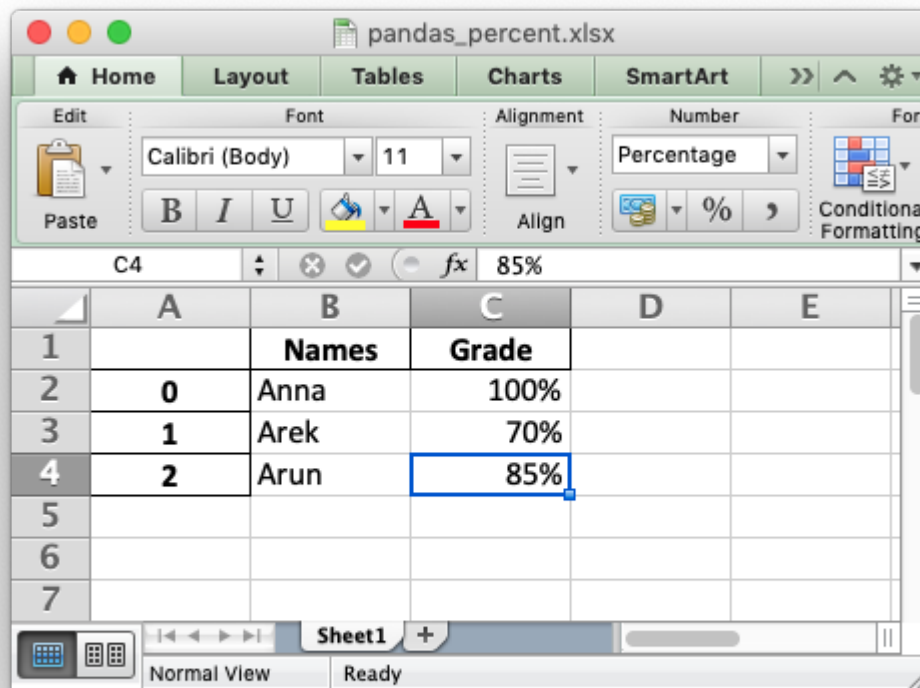 pandas_percent.xlsx
Home Layout Tables Charts SmartArt
Edit Font Alignment Number
Calibri (Body) 11 Percentage
Paste B I U A Align % , Conditional
Formatting
C4 fx 85%
A B C D E
1 Names Grade
2 0 Anna 100%
3 1 Arek 70%
4 2 Arun 85%
5
6
7
Sheet1 +
Normal View Ready